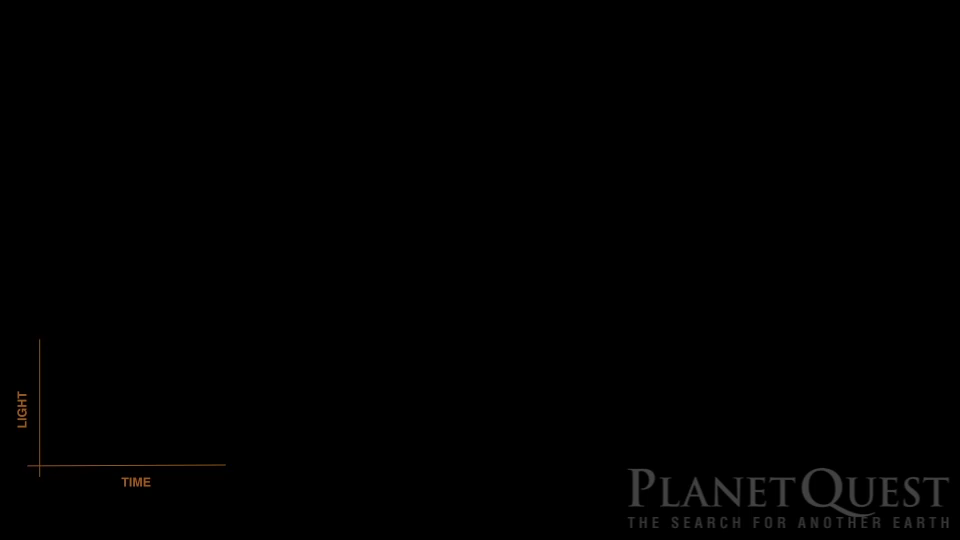 LIGHT
TIME
PLANETQUEST
THE SEARCH FOR ANOTHER EARTH